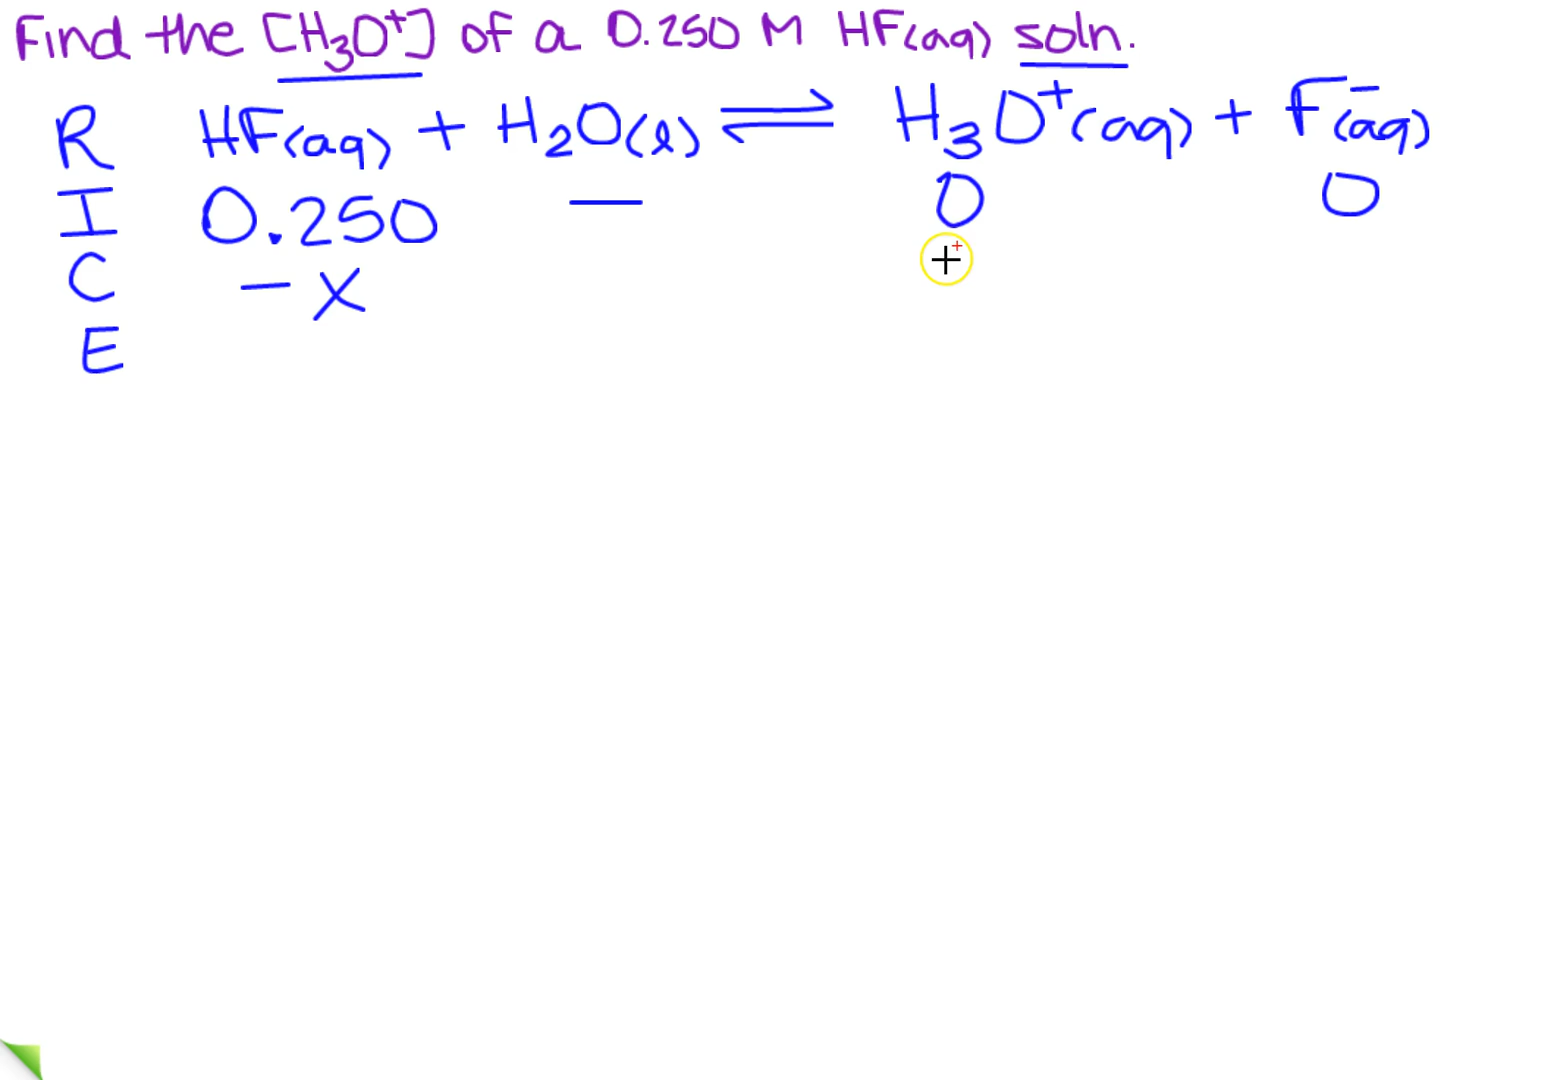 Find the [H₃O⁺] of a 0.250 M HF(aq) soln.
R HF(aq) + H₂O(l) ⇌ H₃O⁺(aq) + F⁻(aq)
I 0.250 — 0 0
C - x
E